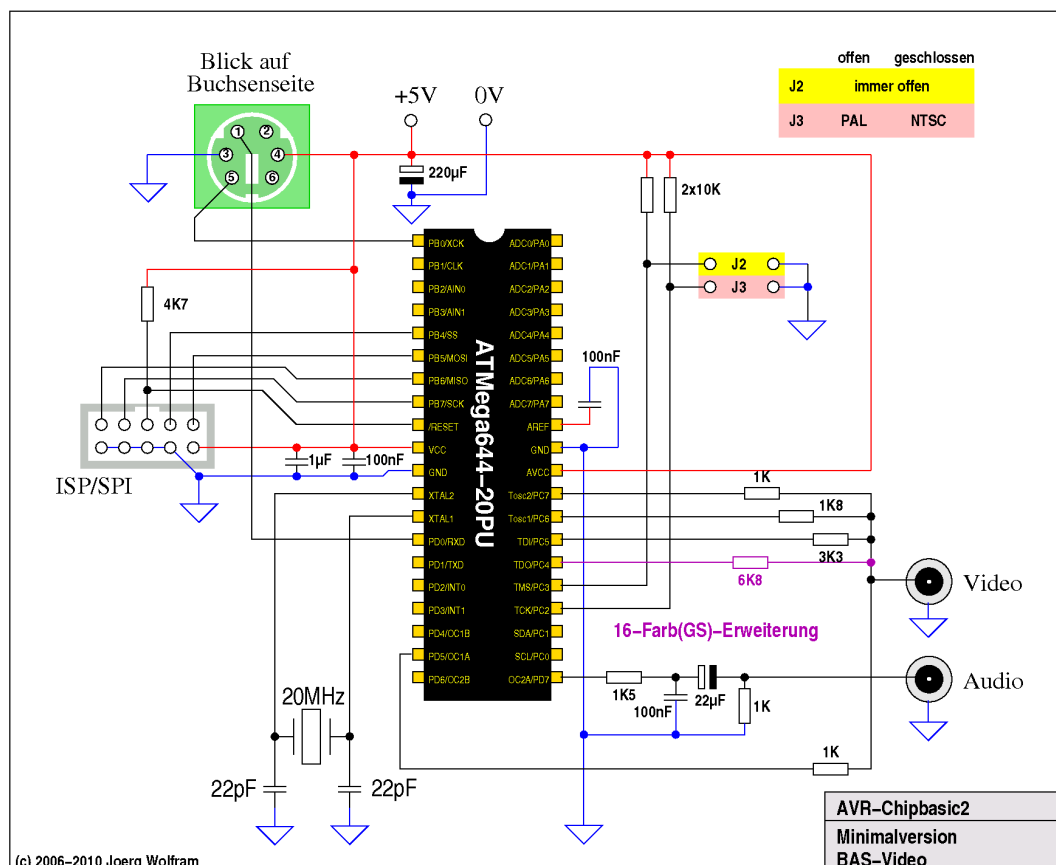 Blick auf
Buchsenseite
offen geschlossen
J2 immer offen
J3 PAL NTSC
+5V 0V
1 2
3 4
5 6
220µF
2x10K
J2
J3
4K7
100nF
ATMega644-20PU
PB0/XCK ADC0/PA0
PB1/CLK ADC1/PA1
PB2/AIN0 ADC2/PA2
PB3/AIN1 ADC3/PA3
PB4/SS ADC4/PA4
PB5/MOSI ADC5/PA5
PB6/MISO ADC6/PA6
PB7/SCK ADC7/PA7
/RESET AREF
VCC GND
GND AVCC
XTAL2 Tosc2/PC7
XTAL1 Tosc1/PC6
PD0/RXD TDI/PC5
PD1/TXD TDO/PC4
PD2/INT0 TMS/PC3
PD3/INT1 TCK/PC2
PD4/OC1B SDA/PC1
PD5/OC1A SCL/PC0
PD6/OC2B OC2A/PD7
1µF 100nF
ISP/SPI
1K
1K8
3K3
6K8
Video
16-Farb(GS)-Erweiterung
Audio
1K5
100nF
22µF
1K
20MHz
1K
22pF 22pF
AVR-Chipbasic2
Minimalversion
BAS-Video
(c) 2006-2010 Joerg Wolfram